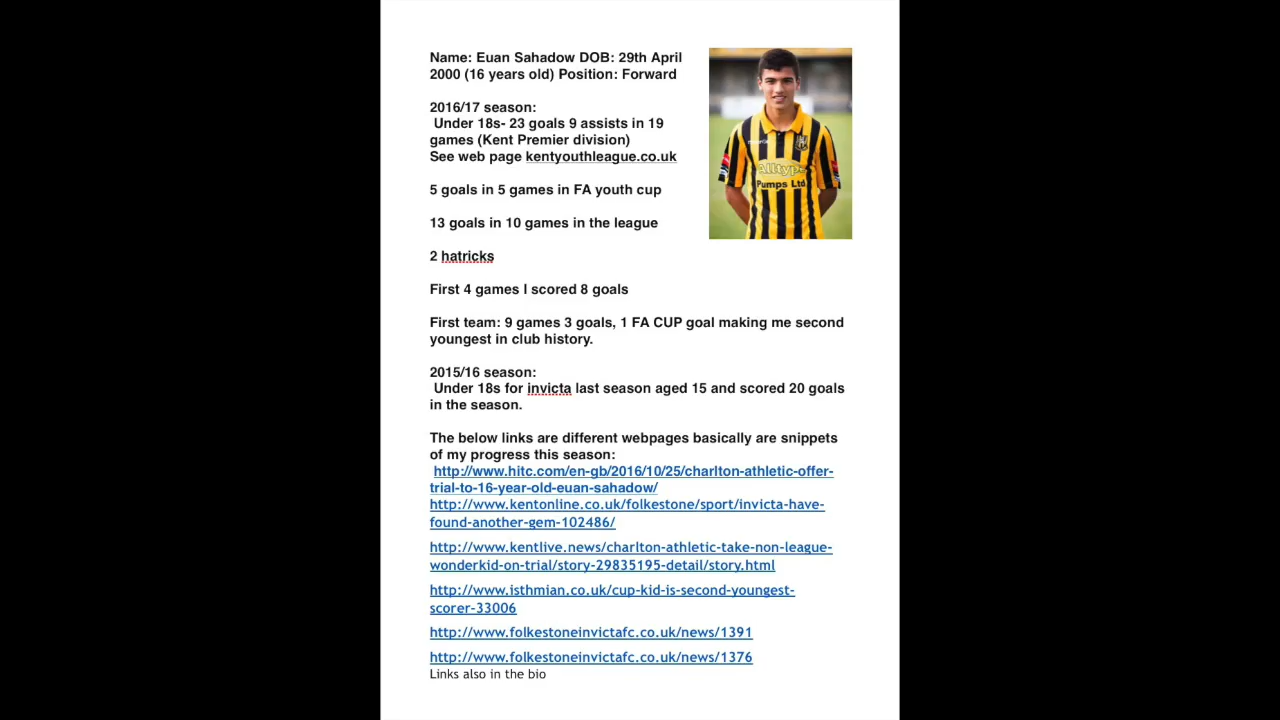 Name: Euan Sahadow DOB: 29th April
2000 (16 years old) Position: Forward
2016/17 season:
Under 18s- 23 goals 9 assists in 19
games (Kent Premier division)
See web page kentyouthleague.co.uk
5 goals in 5 games in FA youth cup
13 goals in 10 games in the league
2 hatricks
First 4 games I scored 8 goals
First team: 9 games 3 goals, 1 FA CUP goal making me second
youngest in club history.
2015/16 season:
Under 18s for invicta last season aged 15 and scored 20 goals
in the season.
The below links are different webpages basically are snippets
of my progress this season:
http://www.hitc.com/en-gb/2016/10/25/charlton-athletic-offer-
trial-to-16-year-old-euan-sahadow/
http://www.kentonline.co.uk/folkestone/sport/invicta-have-
found-another-gem-102486/
http://www.kentlive.news/charlton-athletic-take-non-league-
wonderkid-on-trial/story-29835195-detail/story.html
http://www.isthmian.co.uk/cup-kid-is-second-youngest-
scorer-33006
http://www.folkestoneinvictafc.co.uk/news/1391
http://www.folkestoneinvictafc.co.uk/news/1376
Links also in the bio
Alltype
Pumps Ltd